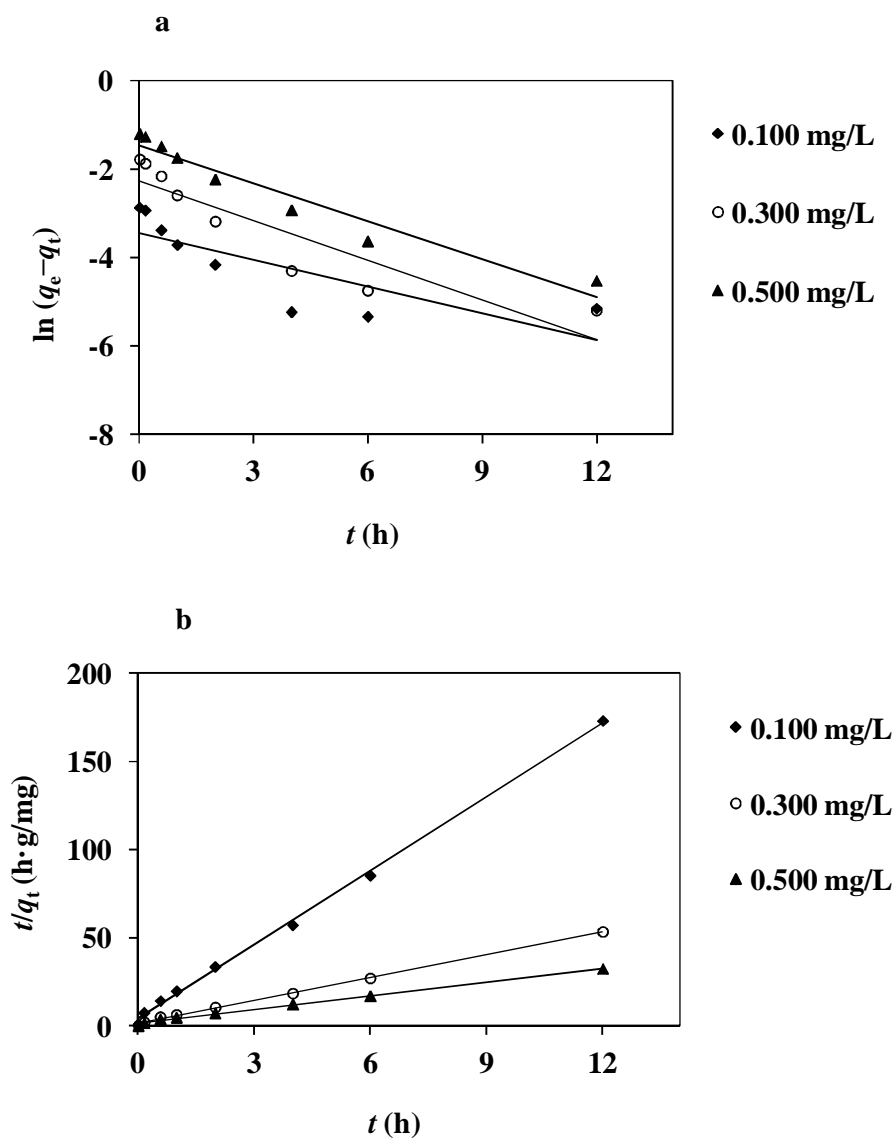 a
0
-2
-4
-6
-8
ln (qe−qt)
0 3 6 9 12
t (h)
0.100 mg/L
0.300 mg/L
0.500 mg/L
b
200
150
100
50
0
t/qt (h·g/mg)
0 3 6 9 12
t (h)
0.100 mg/L
0.300 mg/L
0.500 mg/L